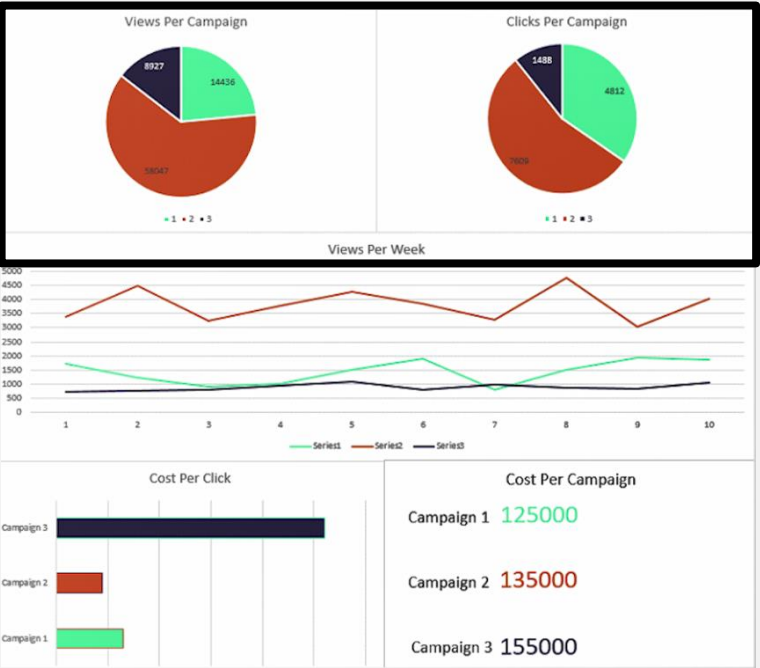 Views Per Campaign
Clicks Per Campaign
8927
14436
38047
1 2 3
1488
4812
7609
1 2 3
Views Per Week
5000
4500
4000
3500
3000
2500
2000
1500
1000
500
0
1 2 3 4 5 6 7 8 9 10
Series1 Series2 Series3
Cost Per Click
Campaign 3
Campaign 2
Campaign 1
Cost Per Campaign
Campaign 1 125000
Campaign 2 135000
Campaign 3 155000